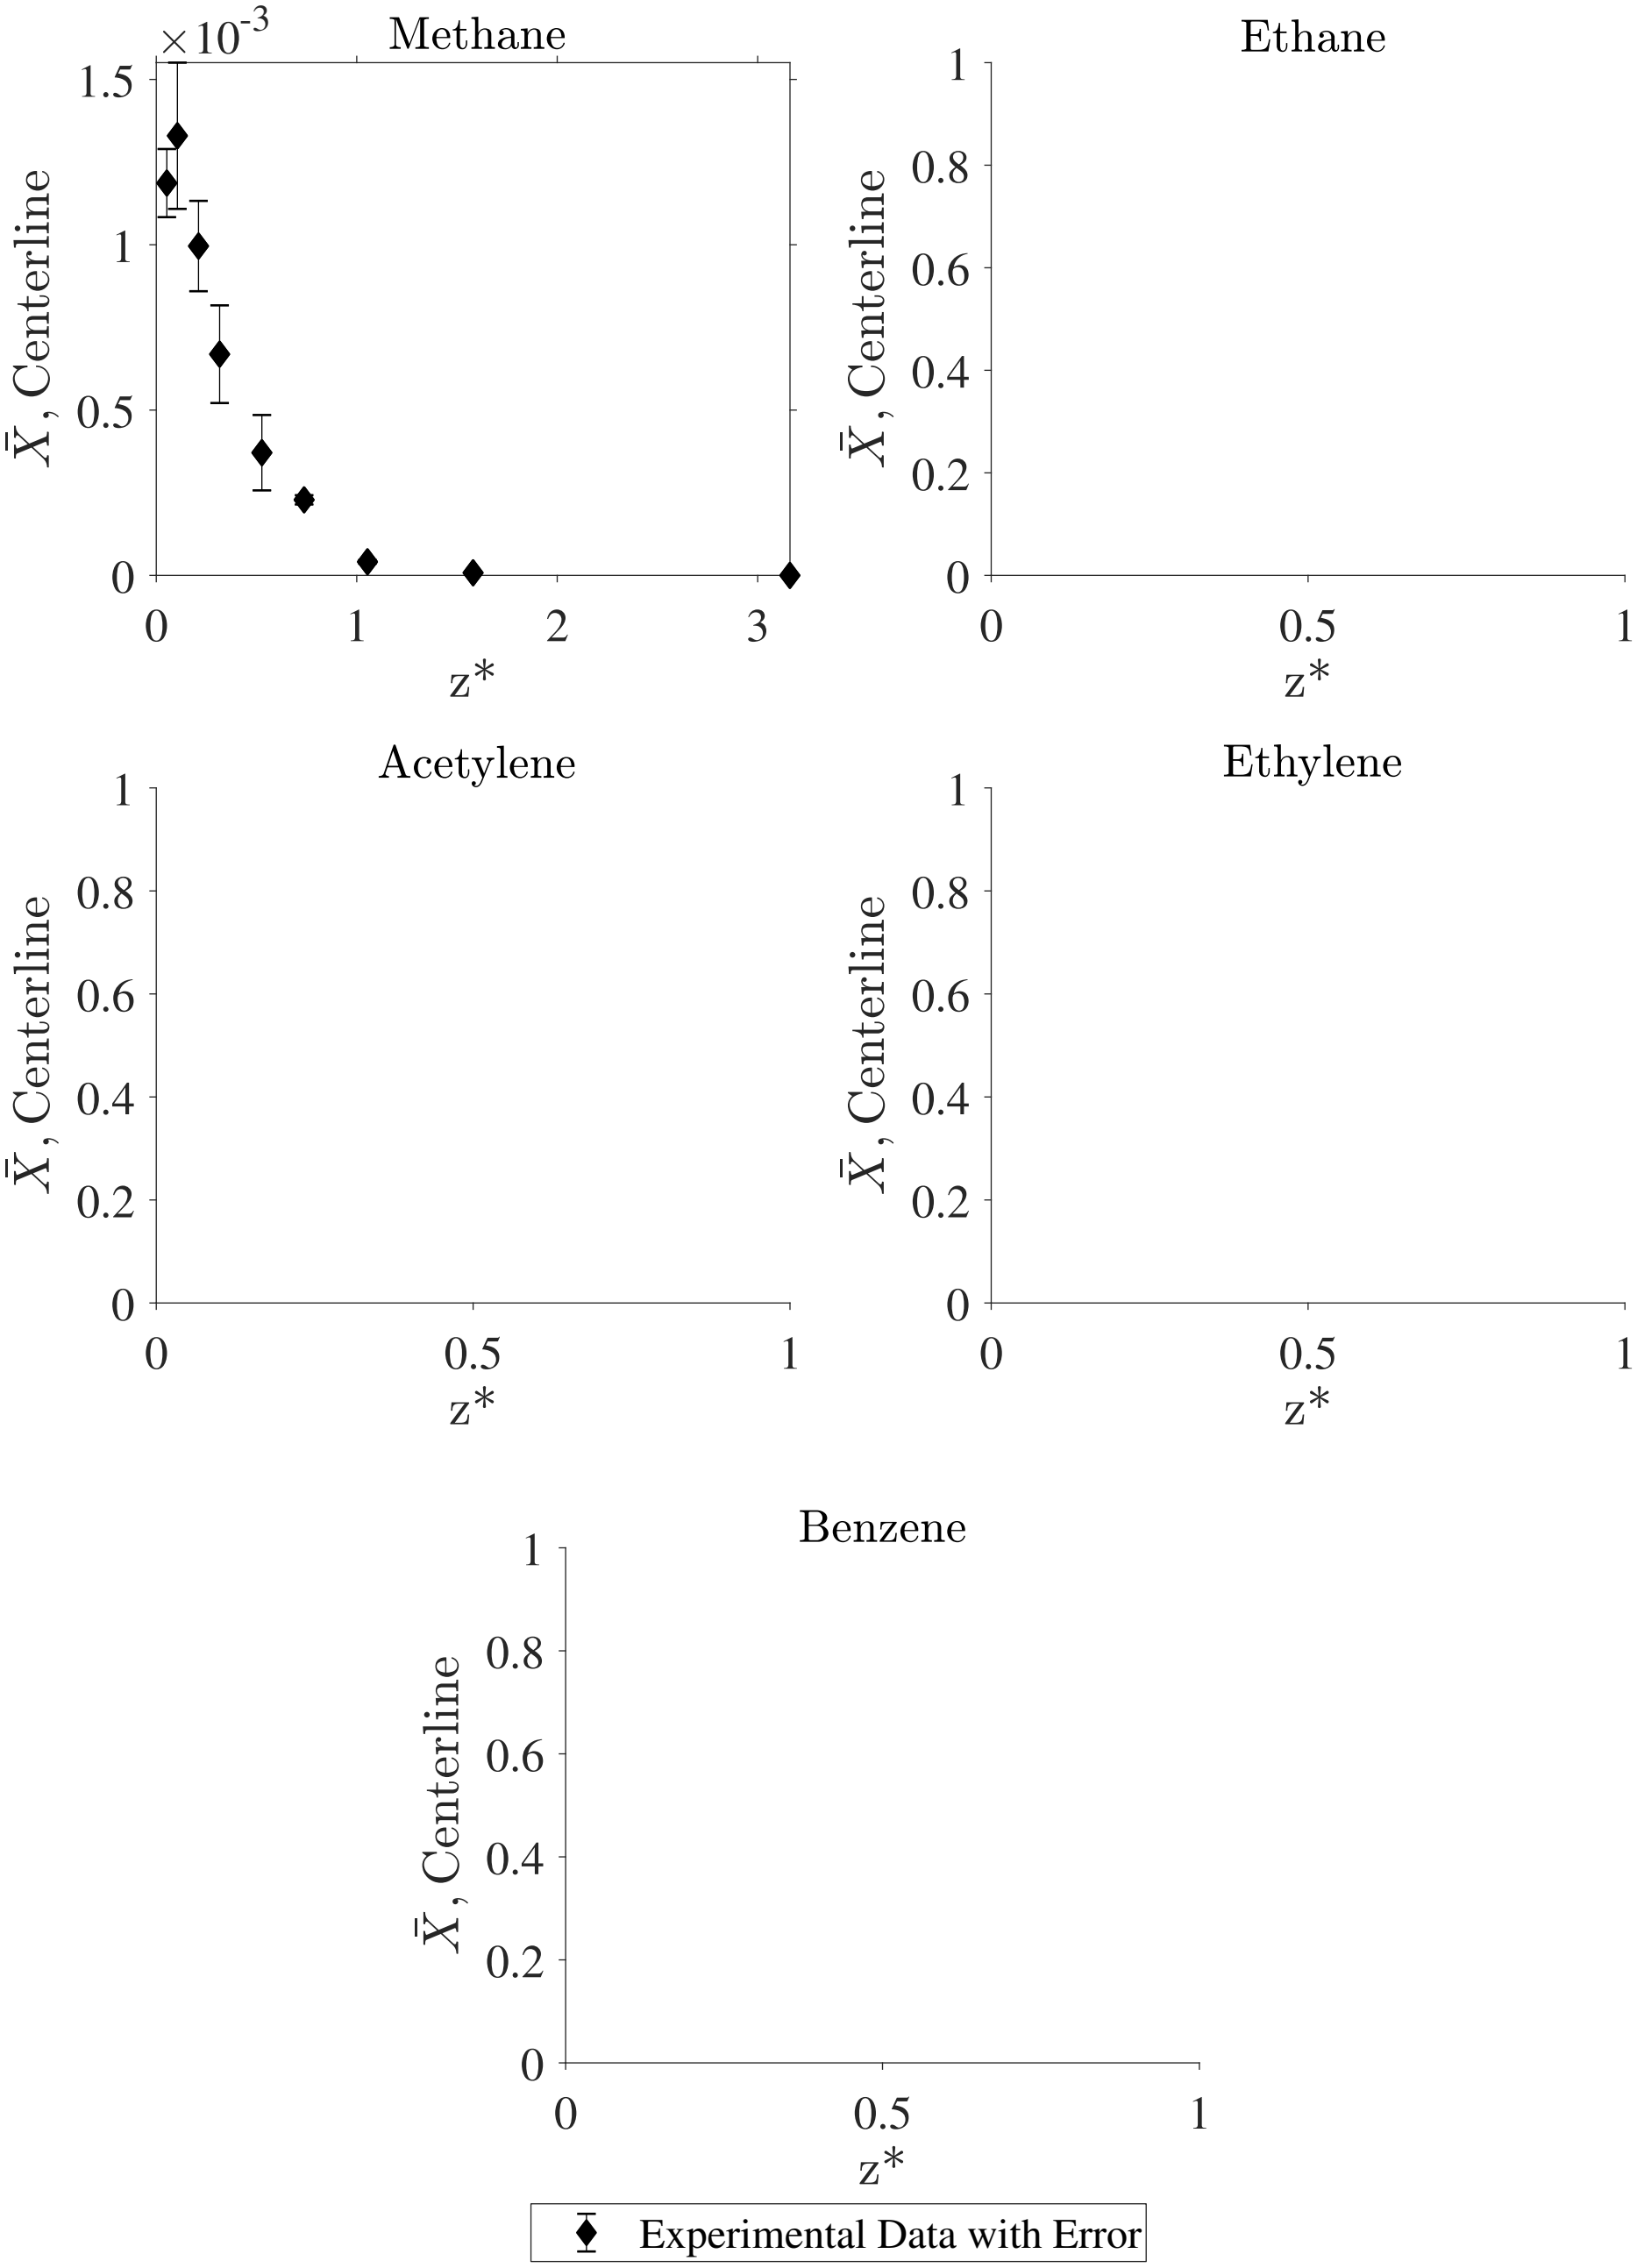 Methane
×10-3
1.5
1
0.5
0
0 1 2 3
z*
X̄, Centerline
Ethane
1
0.8
0.6
0.4
0.2
0
0 0.5 1
z*
X̄, Centerline
Acetylene
1
0.8
0.6
0.4
0.2
0
0 0.5 1
z*
X̄, Centerline
Ethylene
1
0.8
0.6
0.4
0.2
0
0 0.5 1
z*
X̄, Centerline
Benzene
1
0.8
0.6
0.4
0.2
0
0 0.5 1
z*
X̄, Centerline
Experimental Data with Error